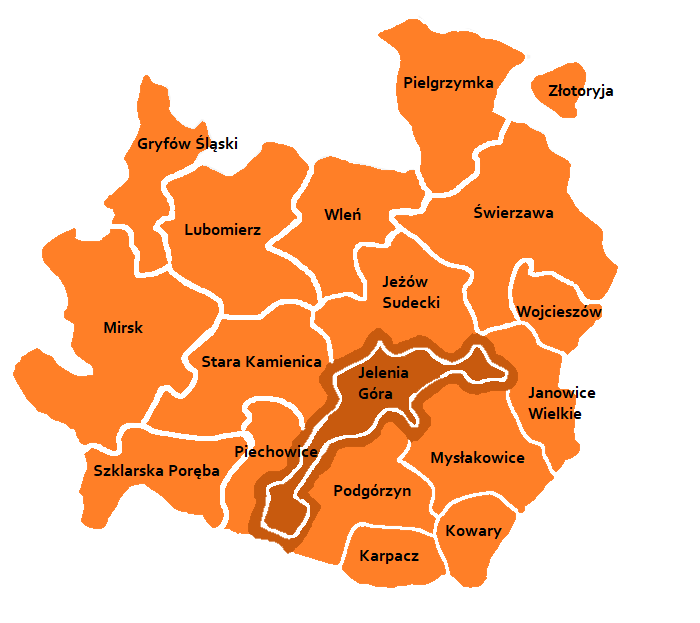 Pielgrzymka
Złotoryja
Gryfów Śląski
Świerzawa
Wleń
Lubomierz
Jeżów
Sudecki
Wojcieszów
Mirsk
Stara Kamienica
Jelenia
Góra
Janowice
Wielkie
Piechowice
Mysłakowice
Szklarska Poręba
Podgórzyn
Kowary
Karpacz